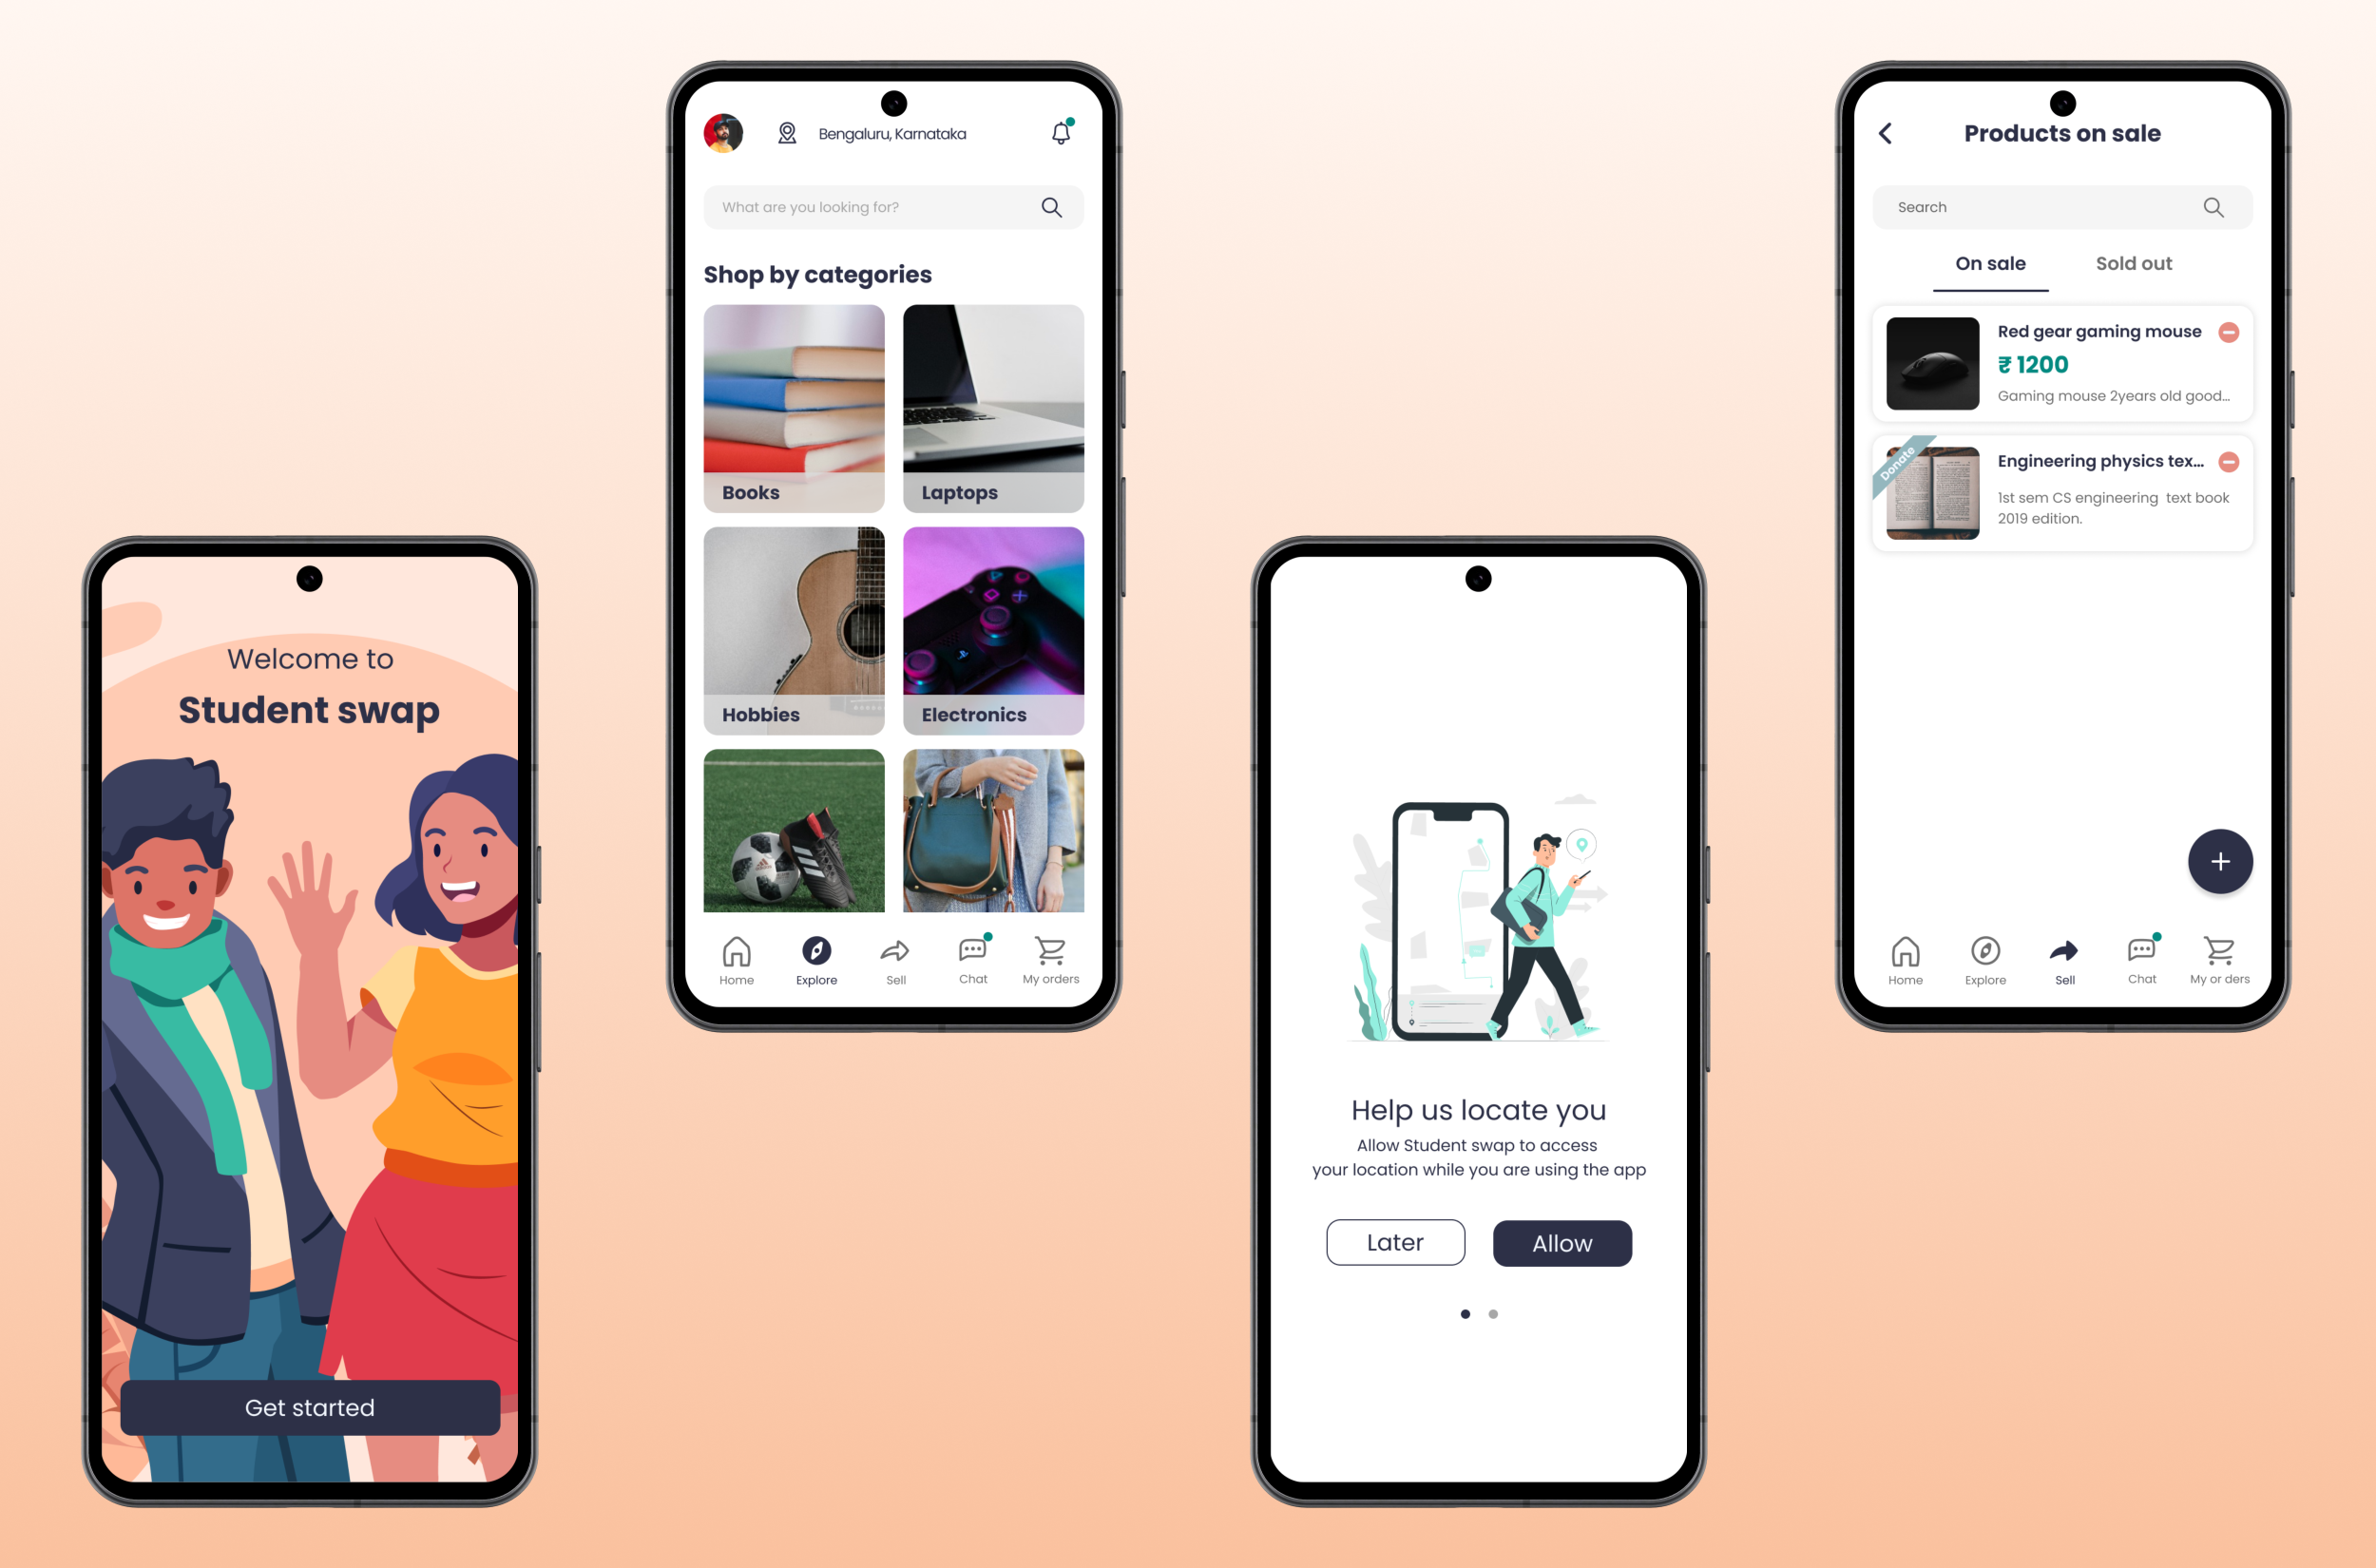 Welcome to
Student swap
Get started
Bengaluru, Karnataka
What are you looking for?
Shop by categories
Books
Laptops
Hobbies
Electronics
Home
Explore
Sell
Chat
My orders
Help us locate you
Allow Student swap to access
your location while you are using the app
Later
Allow
Products on sale
Search
On sale
Sold out
Red gear gaming mouse
₹ 1200
Gaming mouse 2years old good...
Donate
Engineering physics tex...
1st sem CS engineering  text book
2019 edition.
+
Home
Explore
Sell
Chat
My or ders